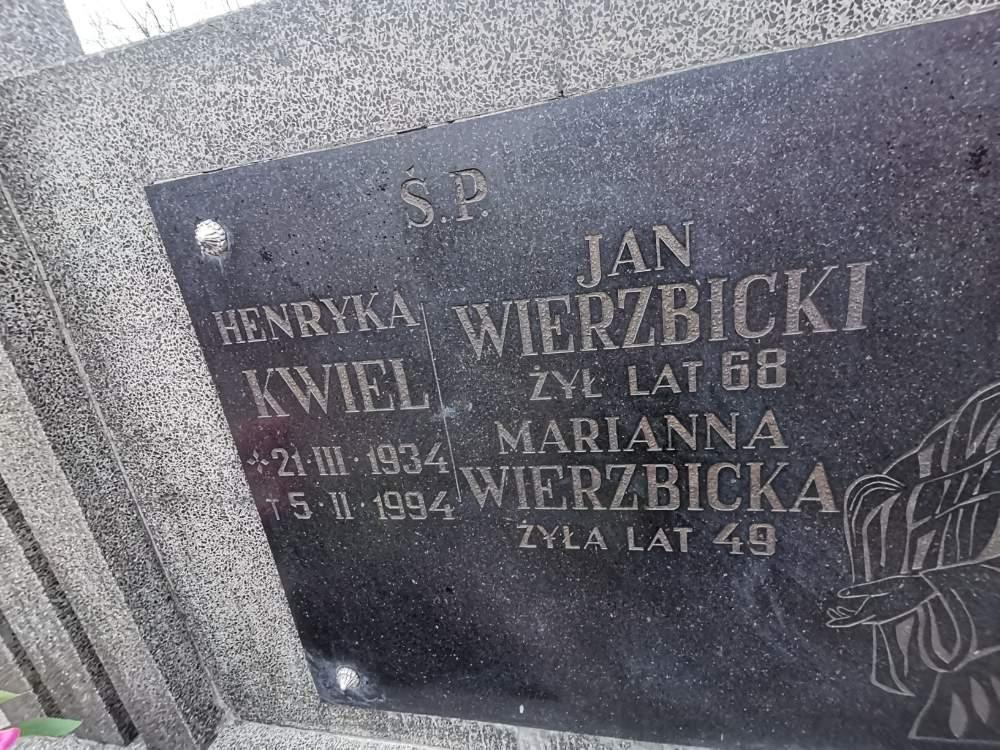 Ś.P.
HENRYKA
KWIEL
✢21·III·1934
†5·II·1994
JAN
WIERZBICKI
ŻYŁ LAT 68
MARIANNA
WIERZBICKA
ŻYŁA LAT 49